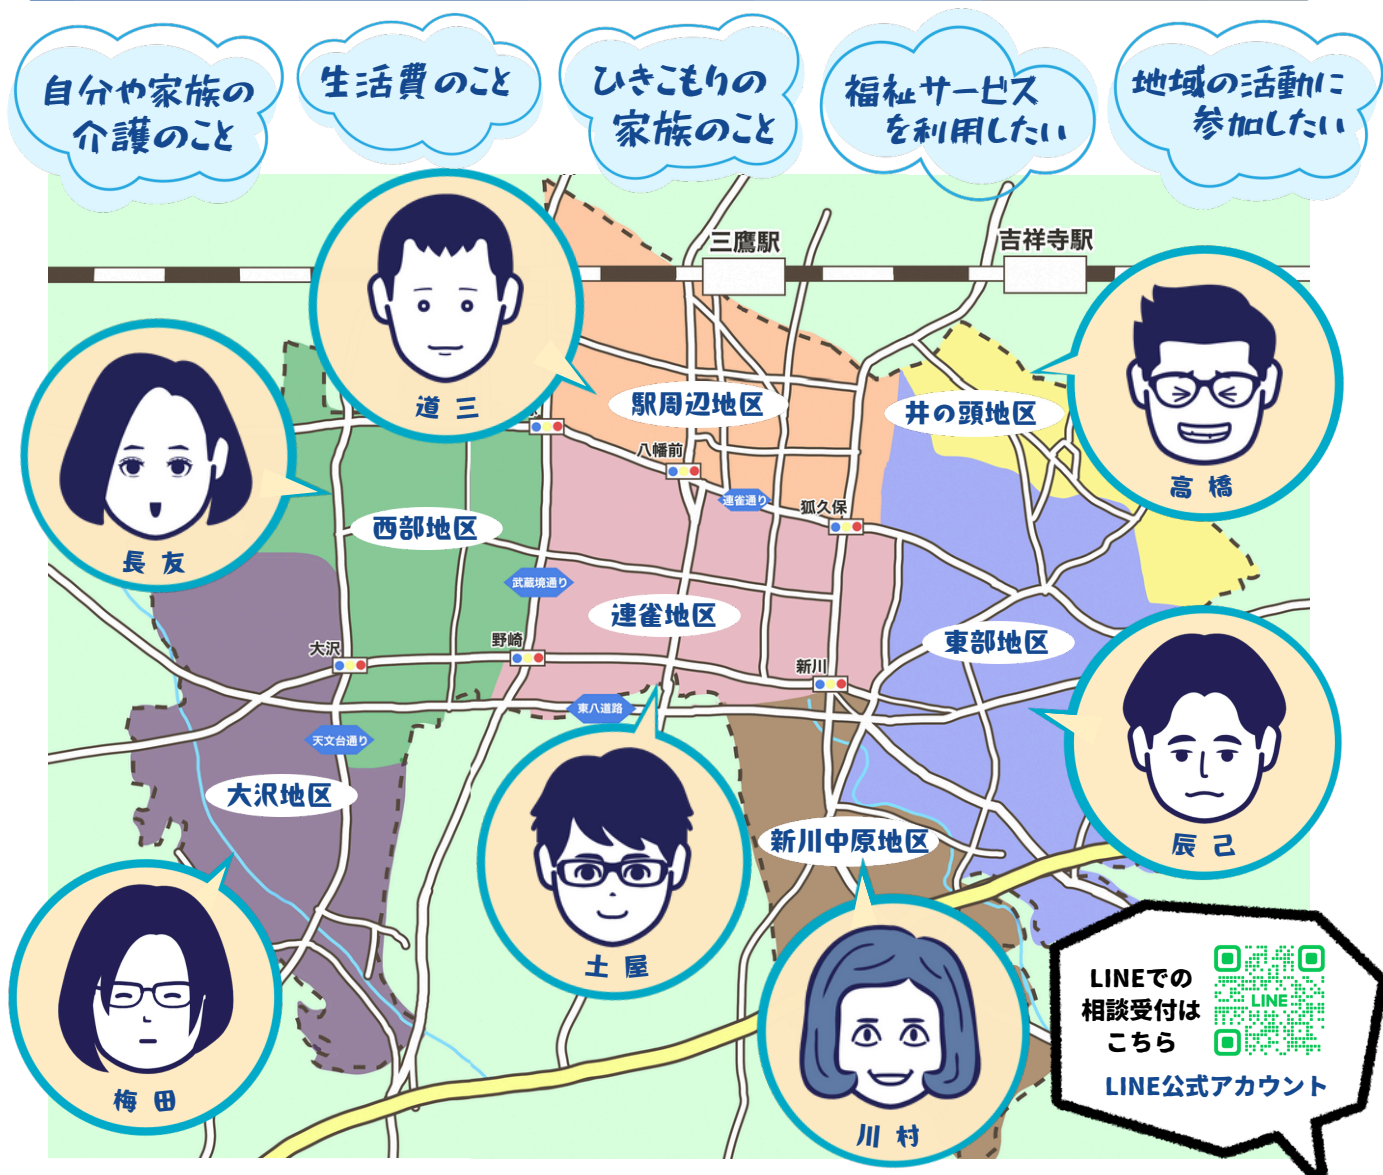 自分や家族の
介護のこと
生活費のこと
ひきこもりの
家族のこと
福祉サービス
を利用したい
地域の活動に
参加したい
三鷹駅
吉祥寺駅
道三
駅周辺地区
井の頭地区
高橋
八幡前
連雀通り
狐久保
長友
西部地区
武蔵境通り
連雀地区
東部地区
大沢
野崎
新川
東八道路
天文台通り
大沢地区
新川中原地区
辰己
土屋
梅田
川村
LINEでの
相談受付は
こちら
LINE
LINE公式アカウント